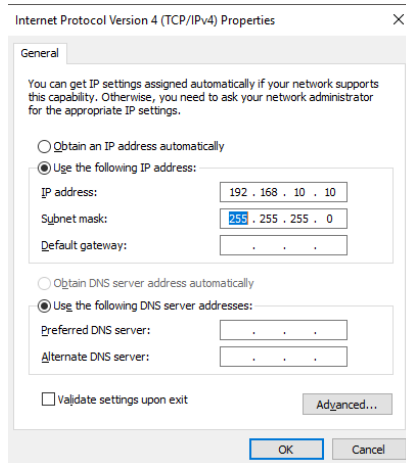 Internet Protocol Version 4 (TCP/IPv4) Properties
General
You can get IP settings assigned automatically if your network supports
this capability. Otherwise, you need to ask your network administrator
for the appropriate IP settings.
Obtain an IP address automatically
Use the following IP address:
IP address: 192 . 168 . 10 . 10
Subnet mask: 255 . 255 . 255 . 0
Default gateway: . . .
Obtain DNS server address automatically
Use the following DNS server addresses:
Preferred DNS server: . . .
Alternate DNS server: . . .
Validate settings upon exit
Advanced...
OK Cancel